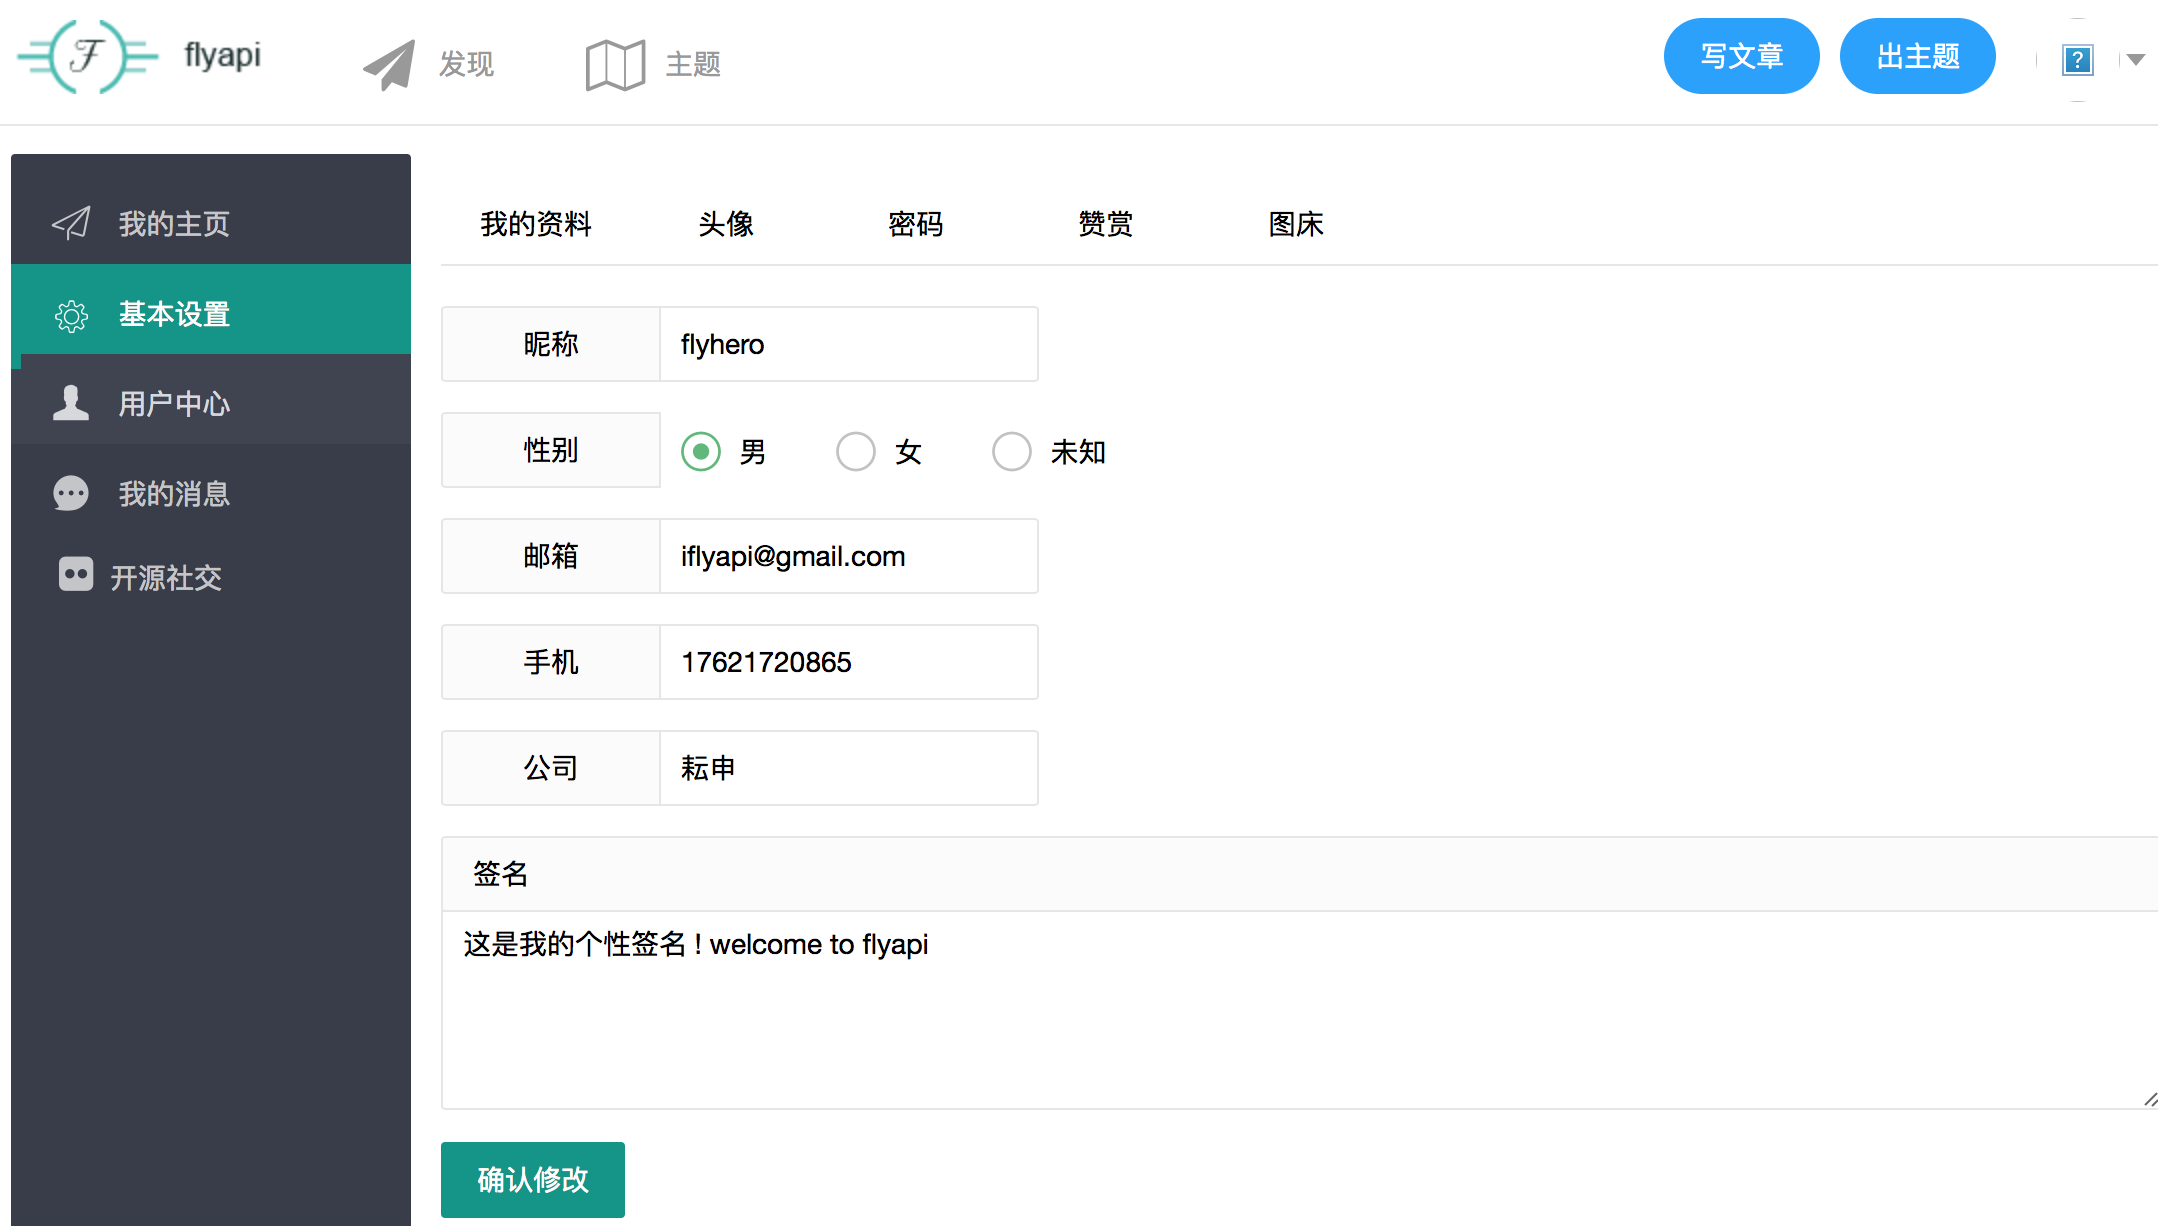 F flyapi 发现 主题 写文章 出主题 ?
我的主页
基本设置
用户中心
我的消息
开源社交
我的资料 头像 密码 赞赏 图床
昵称 flyhero
性别 男 女 未知
邮箱 iflyapi@gmail.com
手机 17621720865
公司 耘申
签名
这是我的个性签名！welcome to flyapi
确认修改